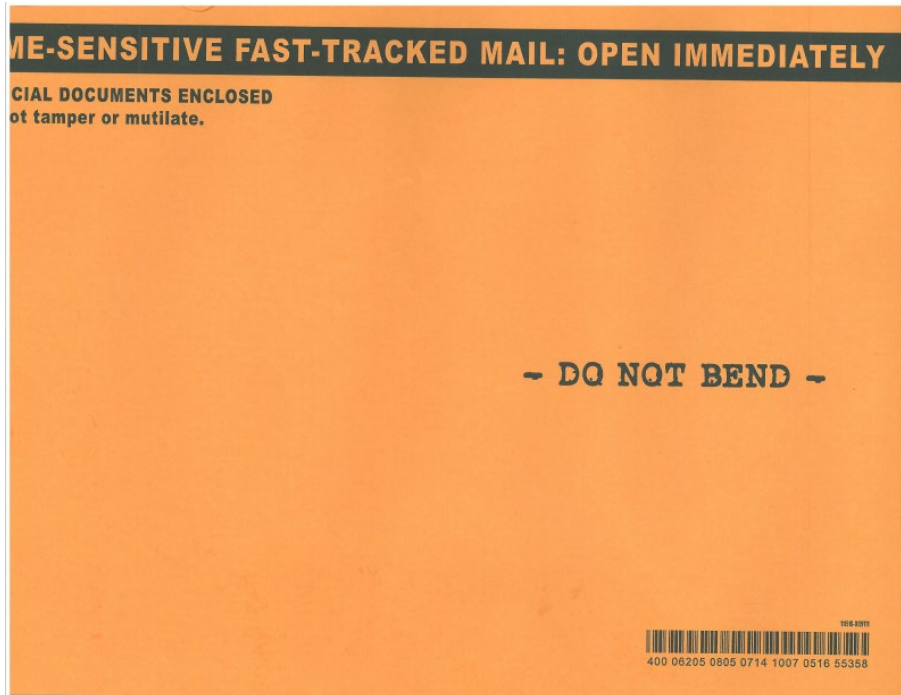 ME-SENSITIVE FAST-TRACKED MAIL: OPEN IMMEDIATELY
CIAL DOCUMENTS ENCLOSED
ot tamper or mutilate.
- DO NOT BEND -
400 06205 0805 0714 1007 0516 55358